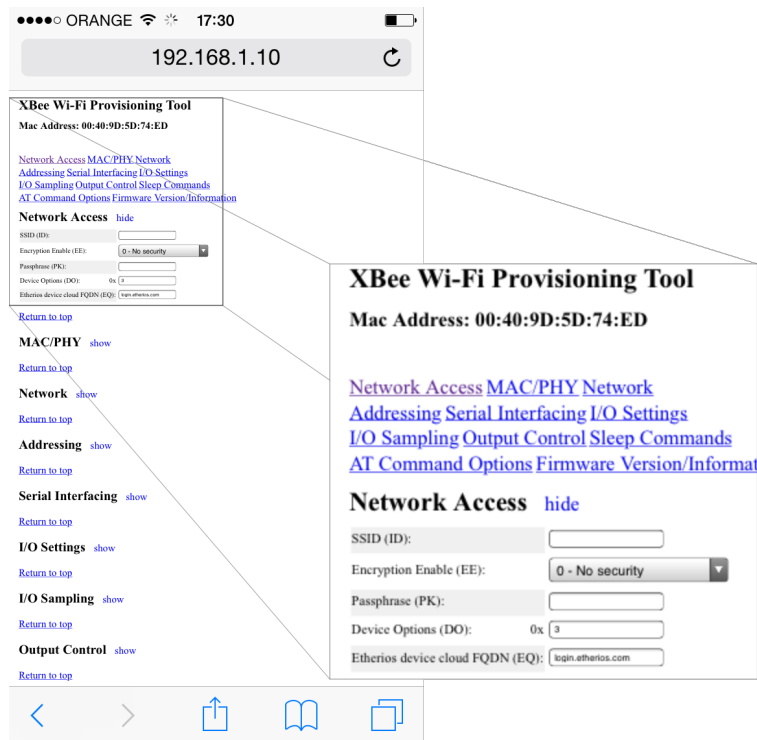 ORANGE 17:30
192.168.1.10
XBee Wi-Fi Provisioning Tool
Mac Address: 00:40:9D:5D:74:ED
Network Access MAC/PHY Network
Addressing Serial Interfacing I/O Settings
I/O Sampling Output Control Sleep Commands
AT Command Options Firmware Version/Information
Network Access hide
SSID (ID):
Encryption Enable (EE): 0 - No security
Passphrase (PK):
Device Options (DO): 0x 3
Etherios device cloud FQDN (EQ): login.etherios.com
Return to top
MAC/PHY show
Return to top
Network show
Return to top
Addressing show
Return to top
Serial Interfacing show
Return to top
I/O Settings show
Return to top
I/O Sampling show
Return to top
Output Control show
Return to top
XBee Wi-Fi Provisioning Tool
Mac Address: 00:40:9D:5D:74:ED
Network Access MAC/PHY Network
Addressing Serial Interfacing I/O Settings
I/O Sampling Output Control Sleep Commands
AT Command Options Firmware Version/Informat
Network Access hide
SSID (ID):
Encryption Enable (EE): 0 - No security
Passphrase (PK):
Device Options (DO): 0x 3
Etherios device cloud FQDN (EQ): login.etherios.com